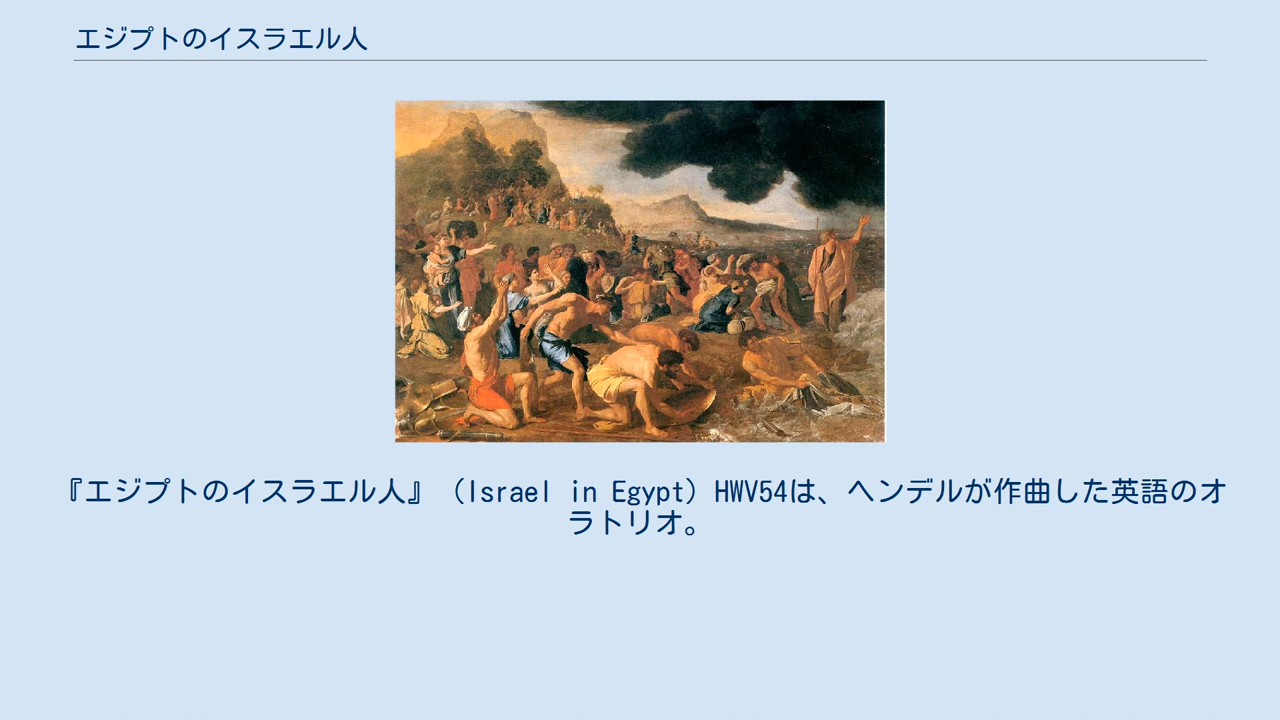 エジプトのイスラエル人
『エジプトのイスラエル人』（Israel in Egypt）HWV54は、ヘンデルが作曲した英語のオ
ラトリオ。